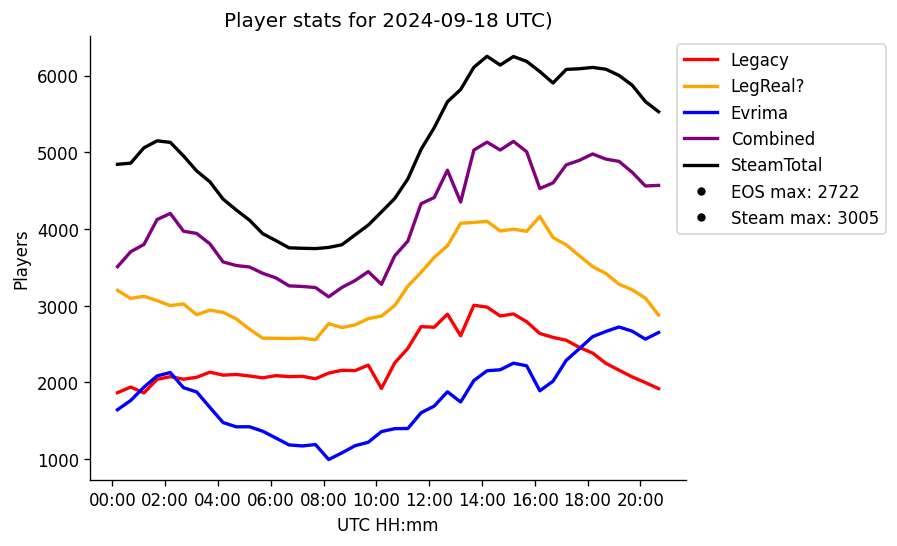 Player stats for 2024-09-18 UTC)
Legacy
LegReal?
Evrima
Combined
SteamTotal
EOS max: 2722
Steam max: 3005
Players
6000
5000
4000
3000
2000
1000
00:00 02:00 04:00 06:00 08:00 10:00 12:00 14:00 16:00 18:00 20:00
UTC HH:mm